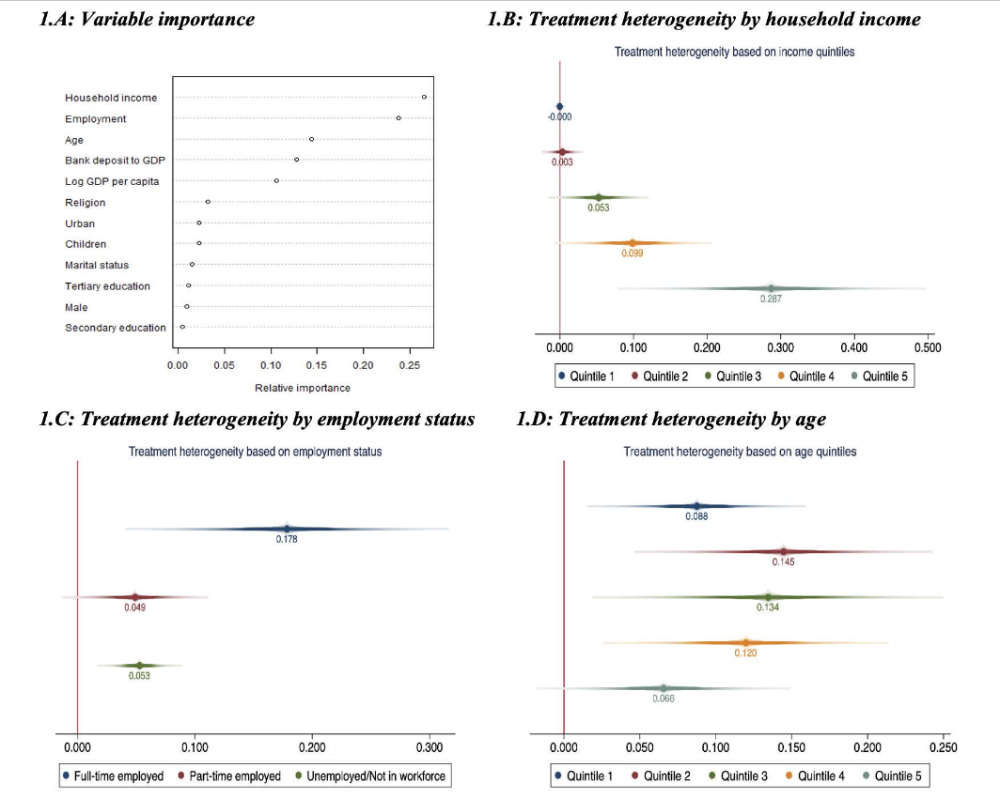 1.A: Variable importance
Household income
Employment
Age
Bank deposit to GDP
Log GDP per capita
Religion
Urban
Children
Marital status
Tertiary education
Male
Secondary education
0.00 0.05 0.10 0.15 0.20 0.25
Relative importance
1.B: Treatment heterogeneity by household income
Treatment heterogeneity based on income quintiles
-0.000
0.003
0.053
0.099
0.287
0.000 0.100 0.200 0.300 0.400 0.500
Quintile 1 Quintile 2 Quintile 3 Quintile 4 Quintile 5
1.C: Treatment heterogeneity by employment status
Treatment heterogeneity based on employment status
0.178
0.049
0.053
0.000 0.100 0.200 0.300
Full-time employed Part-time employed Unemployed/Not in workforce
1.D: Treatment heterogeneity by age
Treatment heterogeneity based on age quintiles
0.088
0.145
0.134
0.120
0.066
0.000 0.050 0.100 0.150 0.200 0.250
Quintile 1 Quintile 2 Quintile 3 Quintile 4 Quintile 5